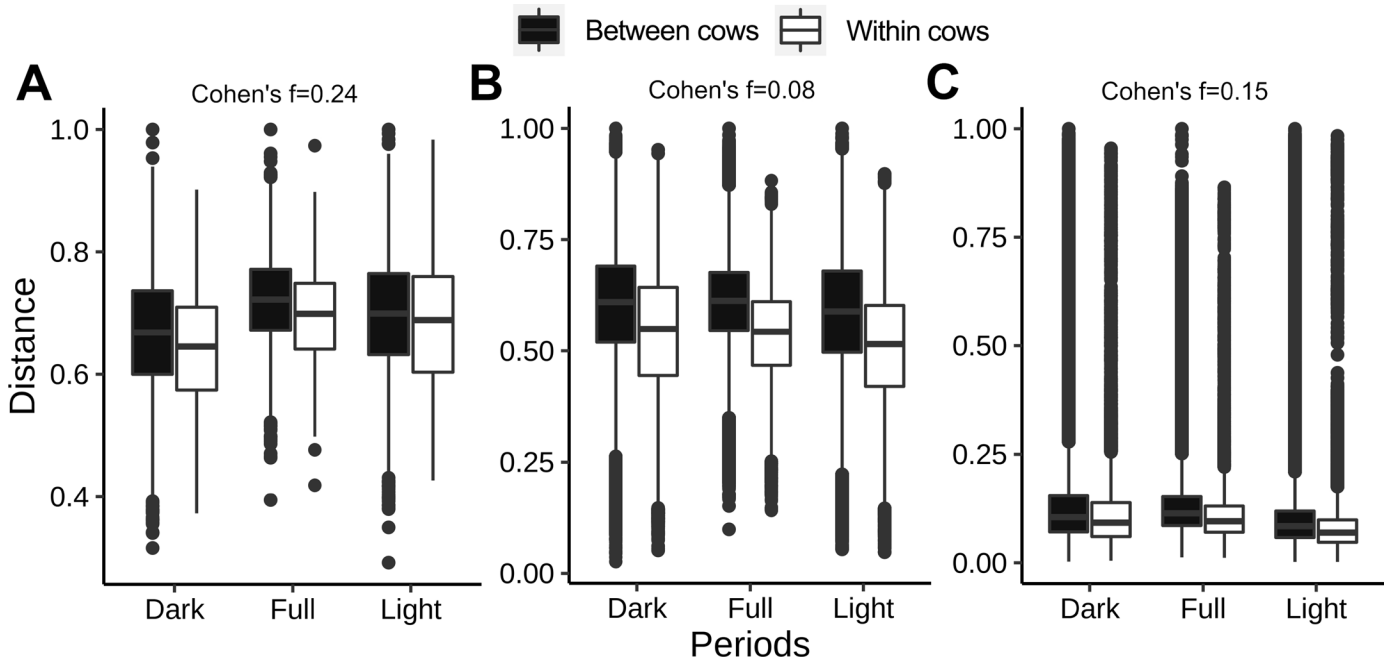 Between cows Within cows
A Cohen's f=0.24
B Cohen's f=0.08
C Cohen's f=0.15
Distance
1.0
0.8
0.6
0.4
Dark Full Light
1.00
0.75
0.50
0.25
0.00
Dark Full Light
1.00
0.75
0.50
0.25
0.00
Dark Full Light
Periods